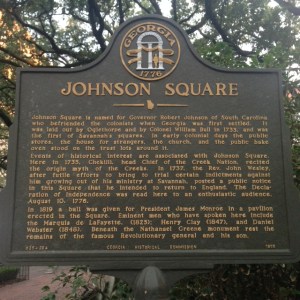 GEORGIA
1776
JOHNSON SQUARE
Johnson Square is named for Governor Robert Johnson of South Carolina
who befriended the colonists when Georgia was first settled. It
was laid out by Oglethorpe and by Colonel William Bull in 1733, and was
the first of Savannah's squares. In early colonial days the public
stores, the house for strangers, the church, and the public bake
oven stood on the trust lots around it.
Events of historical interest are associated with Johnson Square.
Here in 1735, Chekilli, head Chief of the Creek Nation, recited
the origin myth of the Creeks. In 1737, the Rev. John Wesley,
after futile efforts to bring to trial certain indictments against
him growing out of his ministry at Savannah, posted a public notice
in this Square that he intended to return to England. The Decla-
ration of Independence was read here to an enthusiastic audience,
August 10, 1776.
In 1819 a ball was given for President James Monroe in a pavilion
erected in the Square. Eminent men who have spoken here include
the Marquis de LaFayette, (1825); Henry Clay (1847), and Daniel
Webster (1848). Beneath the Nathanael Greene monument rest the
remains of the famous Revolutionary general and his son.
GEORGIA HISTORICAL COMMISSION